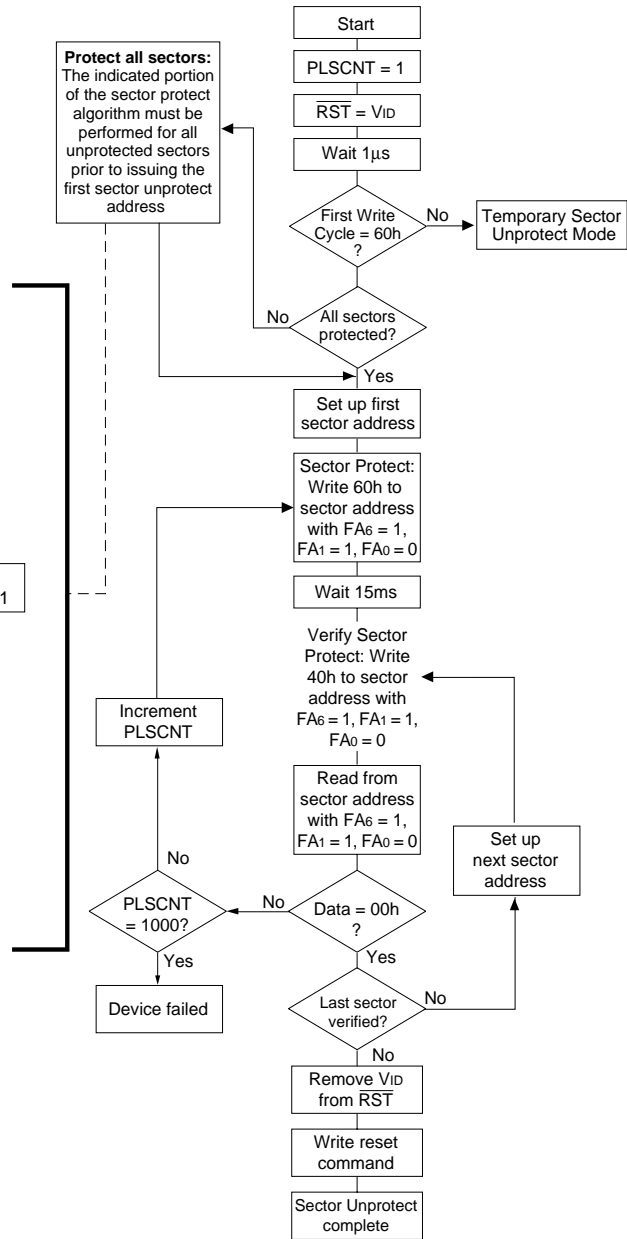 Start
PLSCNT = 1
RST = VID
Wait 1µs
First Write
Cycle = 60h
?
No
Temporary Sector
Unprotect Mode
Protect all sectors:
The indicated portion
of the sector protect
algorithm must be
performed for all
unprotected sectors
prior to issuing the
first sector unprotect
address
No
All sectors
protected?
Yes
Set up first
sector address
Sector Protect:
Write 60h to
sector address
with FA6 = 1,
FA1 = 1, FA0 = 0
Wait 15ms
1
Verify Sector
Protect: Write
40h to sector
address with
FA6 = 1, FA1 = 1,
FA0 = 0
Increment
PLSCNT
Read from
sector address
with FA6 = 1,
FA1 = 1, FA0 = 0
Set up
next sector
address
No
PLSCNT
= 1000?
No
Data = 00h
?
Yes
Yes
Device failed
Last sector
verified?
No
No
Remove VID
from RST
Write reset
command
Sector Unprotect
complete